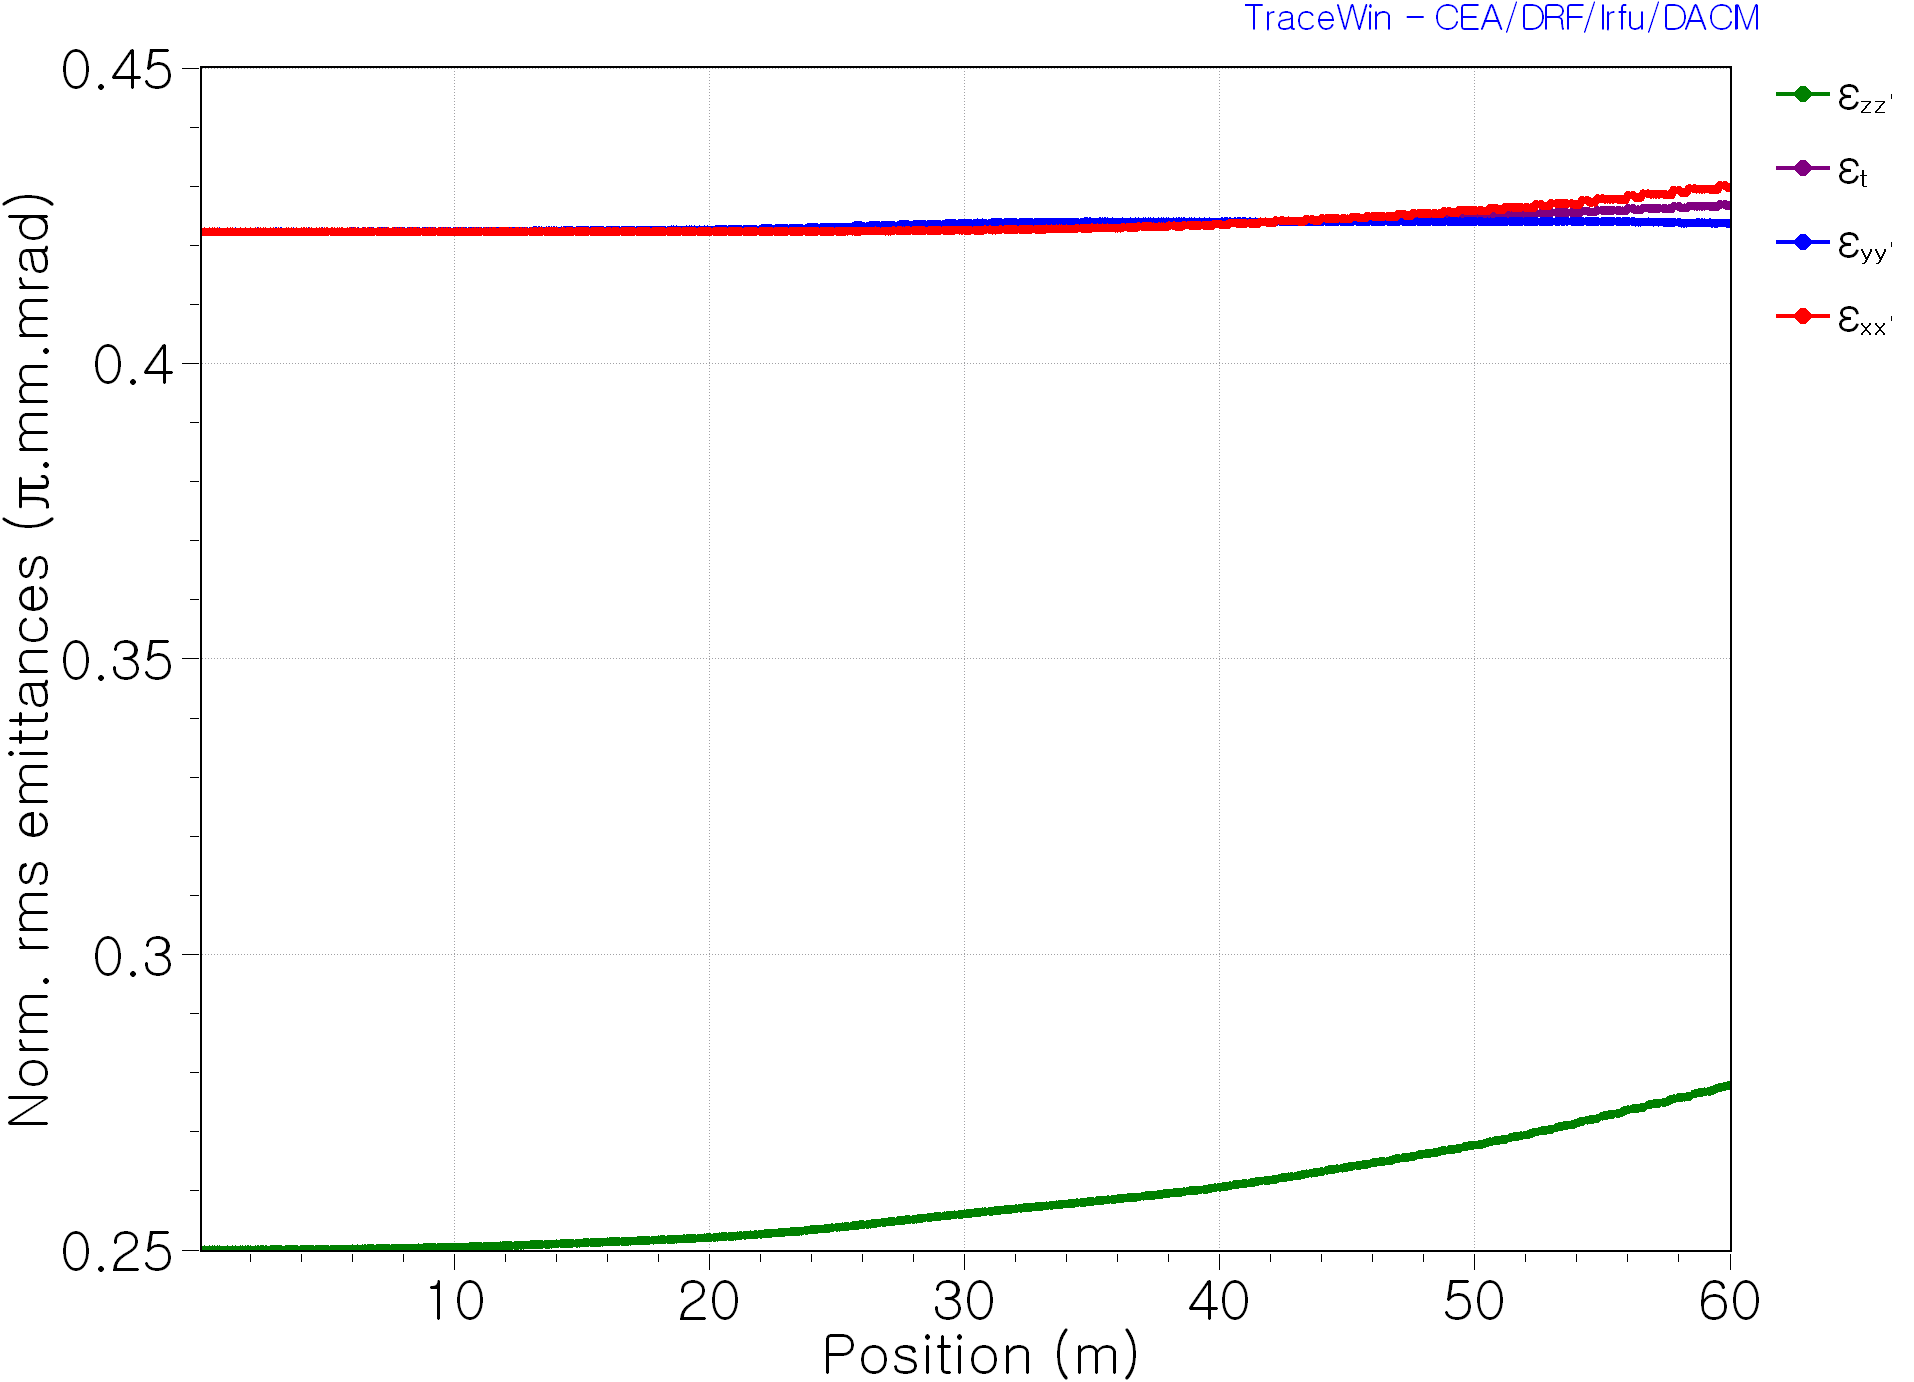 TraceWin - CEA/DRF/Irfu/DACM
0.45
0.4
0.35
0.3
0.25
Norm. rms emittances (π.mm.mrad)
10 20 30 40 50 60
Position (m)
εzz'
εt
εyy'
εxx'